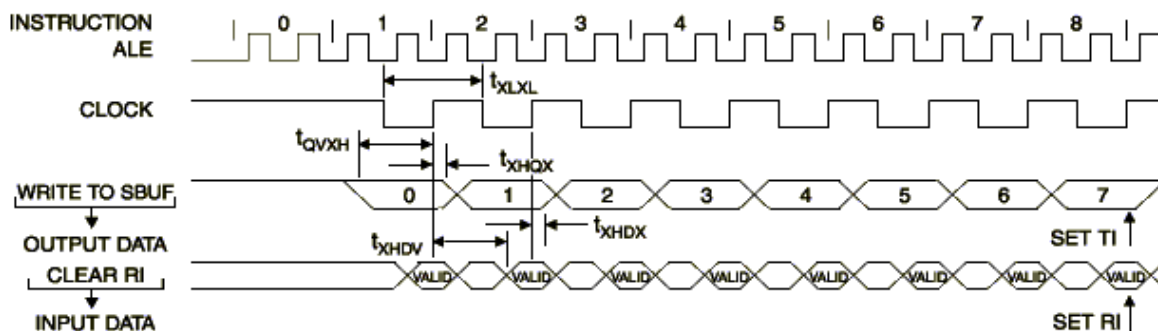 INSTRUCTION 0 1 2 3 4 5 6 7 8
ALE
tXLXL
CLOCK
tQVXH
tXHQX
WRITE TO SBUF 0 1 2 3 4 5 6 7
tXHDX
OUTPUT DATA SET TI
tXHDV
CLEAR RI VALID VALID VALID VALID VALID VALID VALID VALID
INPUT DATA SET RI